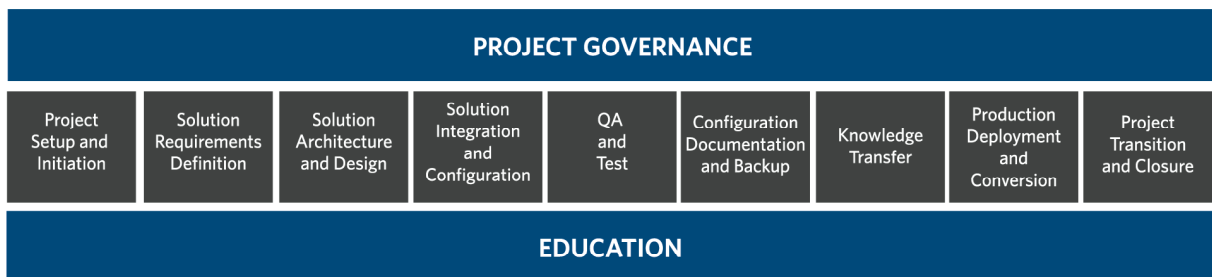 PROJECT GOVERNANCE
Project
Setup and
Initiation
Solution
Requirements
Definition
Solution
Architecture
and Design
Solution
Integration
and
Configuration
QA
and
Test
Configuration
Documentation
and Backup
Knowledge
Transfer
Production
Deployment
and
Conversion
Project
Transition
and Closure
EDUCATION